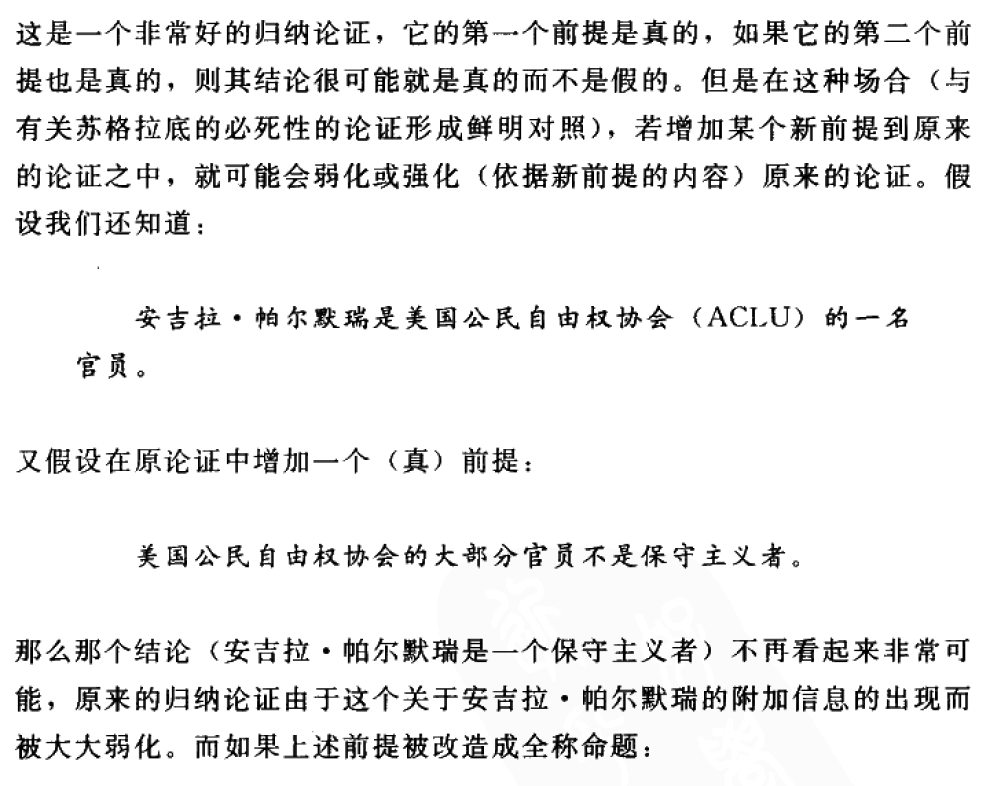 这是一个非常好的归纳论证，它的第一个前提是真的，如果它的第二个前
提也是真的，则其结论很可能就是真的而不是假的。但是在这种场合（与
有关苏格拉底的必死性的论证形成鲜明对照），若增加某个新前提到原来
的论证之中，就可能会弱化或强化（依据新前提的内容）原来的论证。假
设我们还知道：
安吉拉·帕尔默瑞是美国公民自由权协会（ACLU）的一名
官员。
又假设在原论证中增加一个（真）前提：
美国公民自由权协会的大部分官员不是保守主义者。
那么那个结论（安吉拉·帕尔默瑞是一个保守主义者）不再看起来非常可
能，原来的归纳论证由于这个关于安吉拉·帕尔默瑞的附加信息的出现而
被大大弱化。而如果上述前提被改造成全称命题：